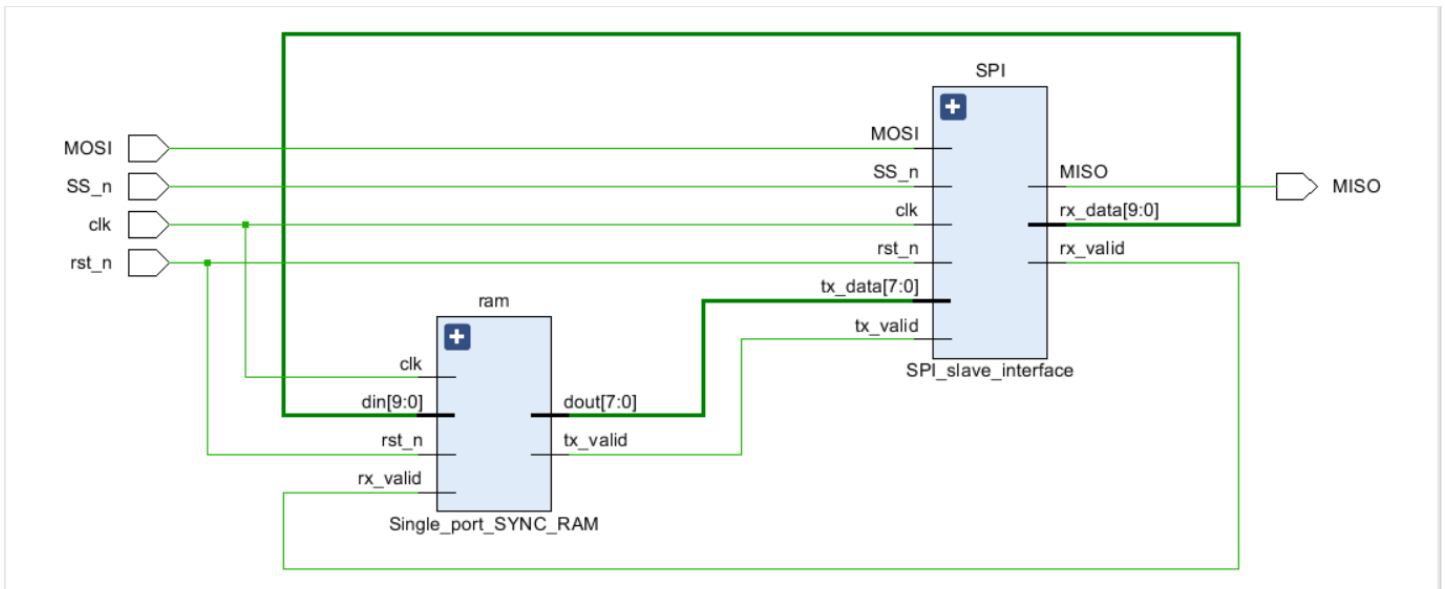 SPI
MOSI
MOSI
SS_n
SS_n
MISO
MISO
clk
clk
rx_data[9:0]
rst_n
rst_n
rx_valid
tx_data[7:0]
ram
tx_valid
clk
SPI_slave_interface
din[9:0]
dout[7:0]
rst_n
tx_valid
rx_valid
Single_port_SYNC_RAM